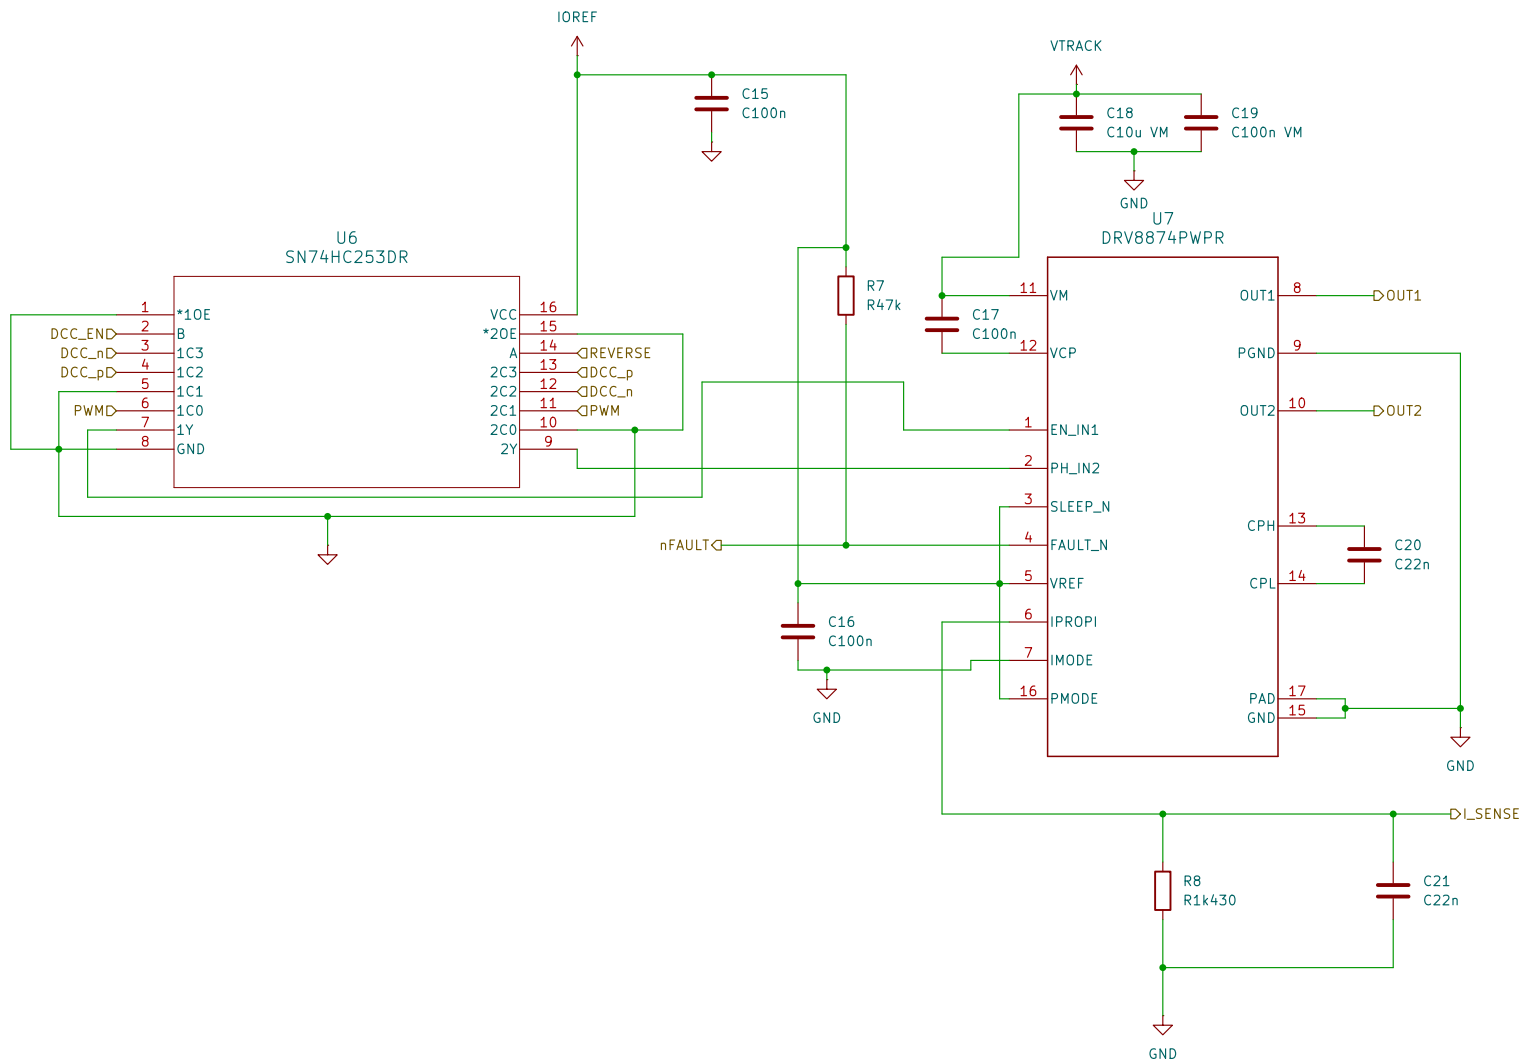 IOREF
VTRACK
C15
C100n
C18
C10u VM
C19
C100n VM
GND
U7
DRV8874PWPR
U6
SN74HC253DR
R7
R47k
C17
C100n
1 *1OE
DCC_EN 2 B
DCC_n 3 1C3
DCC_p 4 1C2
5 1C1
PWM 6 1C0
7 1Y
8 GND
VCC 16
*2OE 15
A 14 REVERSE
2C3 13 DCC_p
2C2 12 DCC_n
2C1 11 PWM
2C0 10
2Y 9
11 VM
12 VCP
1 EN_IN1
2 PH_IN2
3 SLEEP_N
nFAULT 4 FAULT_N
5 VREF
6 IPROPI
7 IMODE
16 PMODE
OUT1 8 OUT1
PGND 9
OUT2 10 OUT2
CPH 13
CPL 14
PAD 17
GND 15
C20
C22n
C16
C100n
GND
GND
I_SENSE
R8
R1k430
C21
C22n
GND